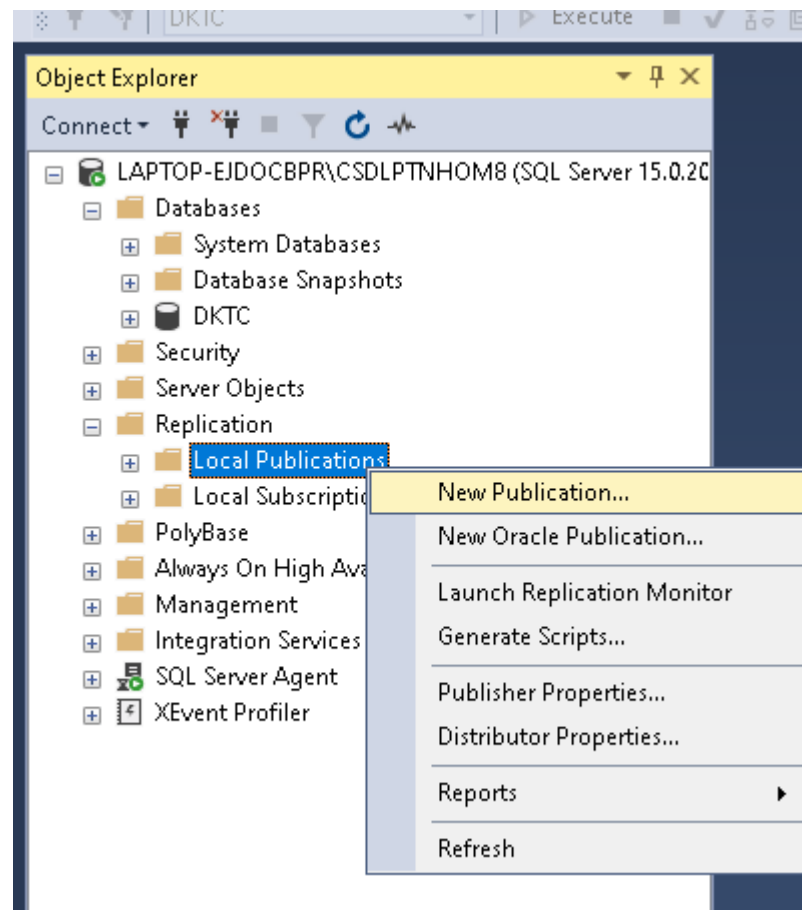 DKTC
Execute
Object Explorer
Connect
LAPTOP-EJDOCBPR\CSDLPTNHOM8 (SQL Server 15.0.20
Databases
System Databases
Database Snapshots
DKTC
Security
Server Objects
Replication
Local Publications
Local Subscriptio
PolyBase
Always On High Ava
Management
Integration Services
SQL Server Agent
XEvent Profiler
New Publication...
New Oracle Publication...
Launch Replication Monitor
Generate Scripts...
Publisher Properties...
Distributor Properties...
Reports
Refresh